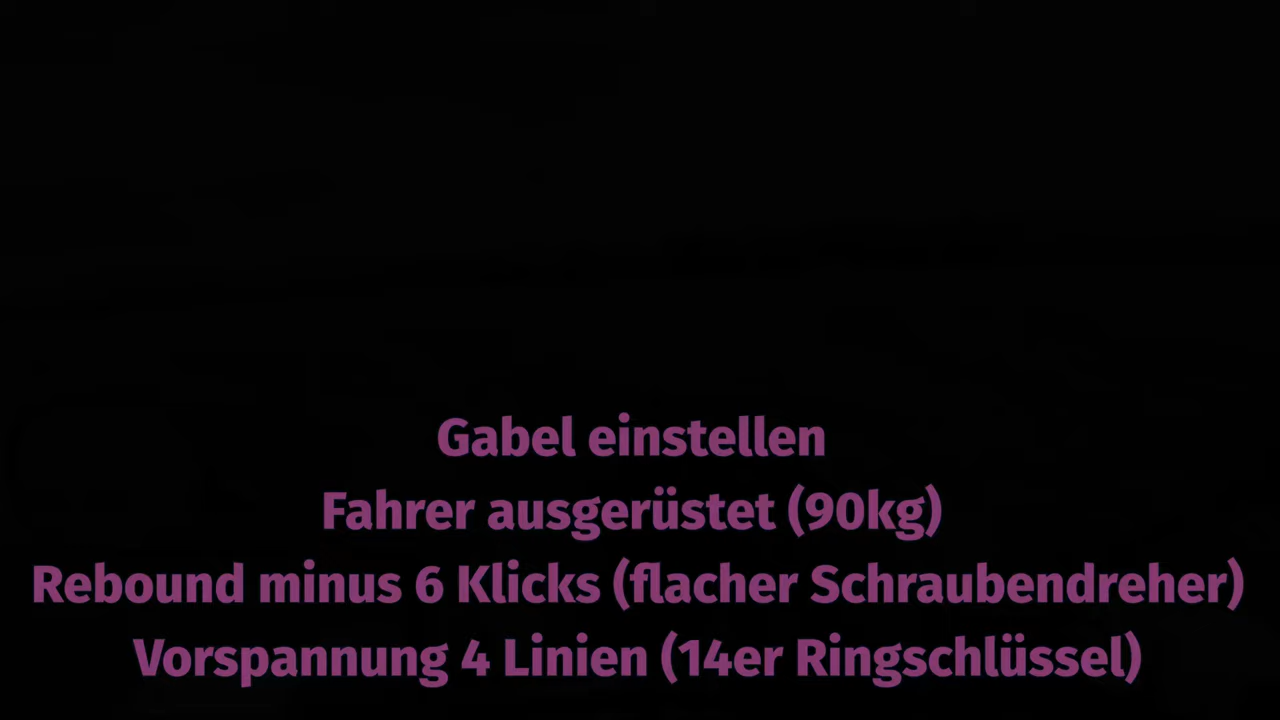 Gabel einstellen
Fahrer ausgerüstet (90kg)
Rebound minus 6 Klicks (flacher Schraubendreher)
Vorspannung 4 Linien (14er Ringschlüssel)